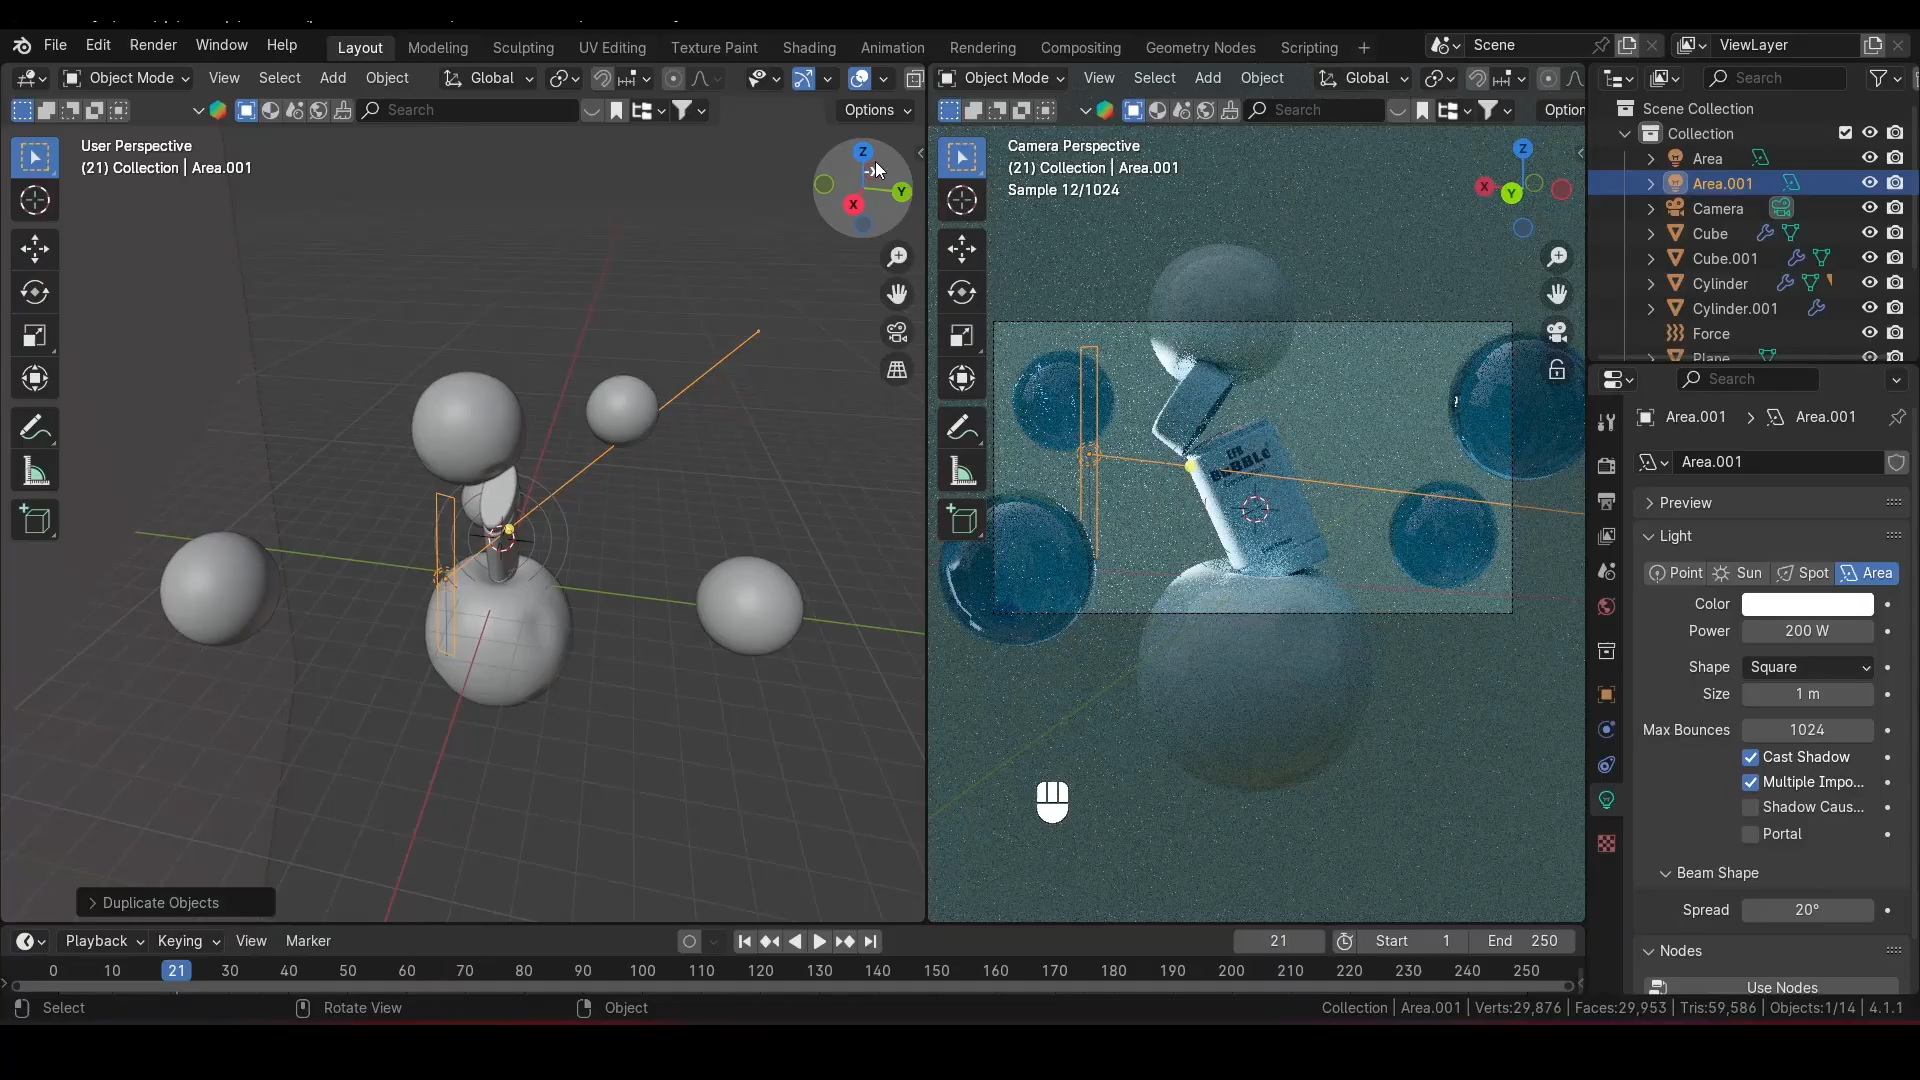 File Edit Render Window Help Layout Modeling Sculpting UV Editing Texture Paint Shading Animation Rendering Compositing Geometry Nodes Scripting + Scene ViewLayer
Object Mode View Select Add Object Global Object Mode View Select Add Object Global Search
Search Options Search Option
Scene Collection
Collection
Area
Area.001
Camera
Cube
Cube.001
Cylinder
Cylinder.001
Force
Plane
User Perspective
(21) Collection | Area.001
Z
X
Y
Camera Perspective
(21) Collection | Area.001
Sample 12/1024
Z
X
Y
BUBBLE
Duplicate Objects
Search
Area.001 > Area.001
Area.001
Preview
Light
Point Sun Spot Area
Color
Power 200 W
Shape Square
Size 1 m
Max Bounces 1024
Cast Shadow
Multiple Impo...
Shadow Caus...
Portal
Beam Shape
Spread 20°
Nodes
Use Nodes
Playback Keying View Marker 21 Start 1 End 250
0 10 21 30 40 50 60 70 80 90 100 110 120 130 140 150 160 170 180 190 200 210 220 230 240 250
Select Rotate View Object Collection | Area.001 | Verts:29,876 | Faces:29,953 | Tris:59,586 | Objects:1/14 | 4.1.1